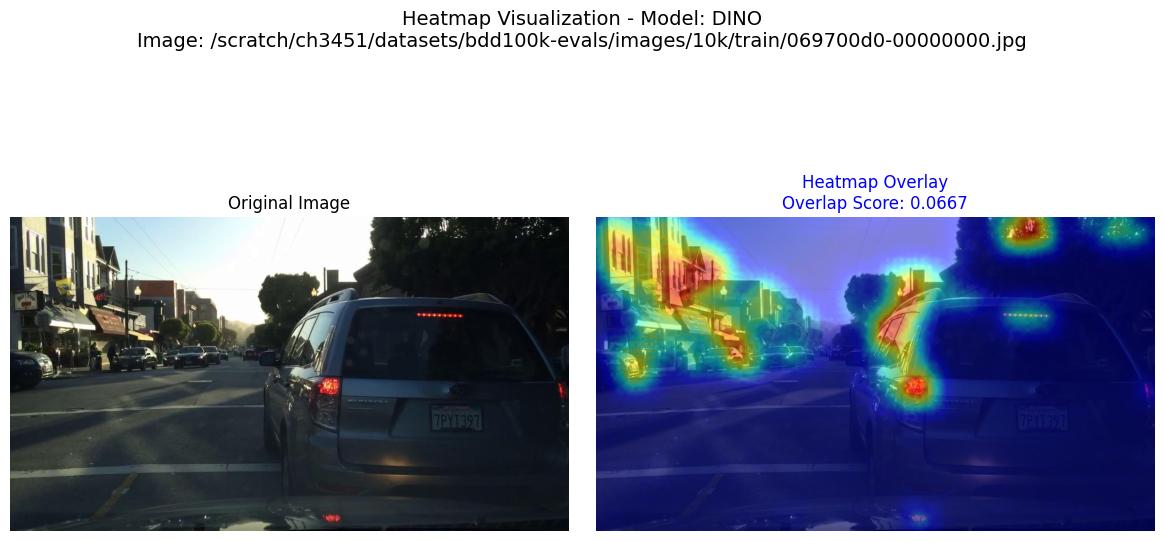 Heatmap Visualization - Model: DINO
Image: /scratch/ch3451/datasets/bdd100k-evals/images/10k/train/069700d0-00000000.jpg
Original Image
Heatmap Overlay
Overlap Score: 0.0667
7PYT397